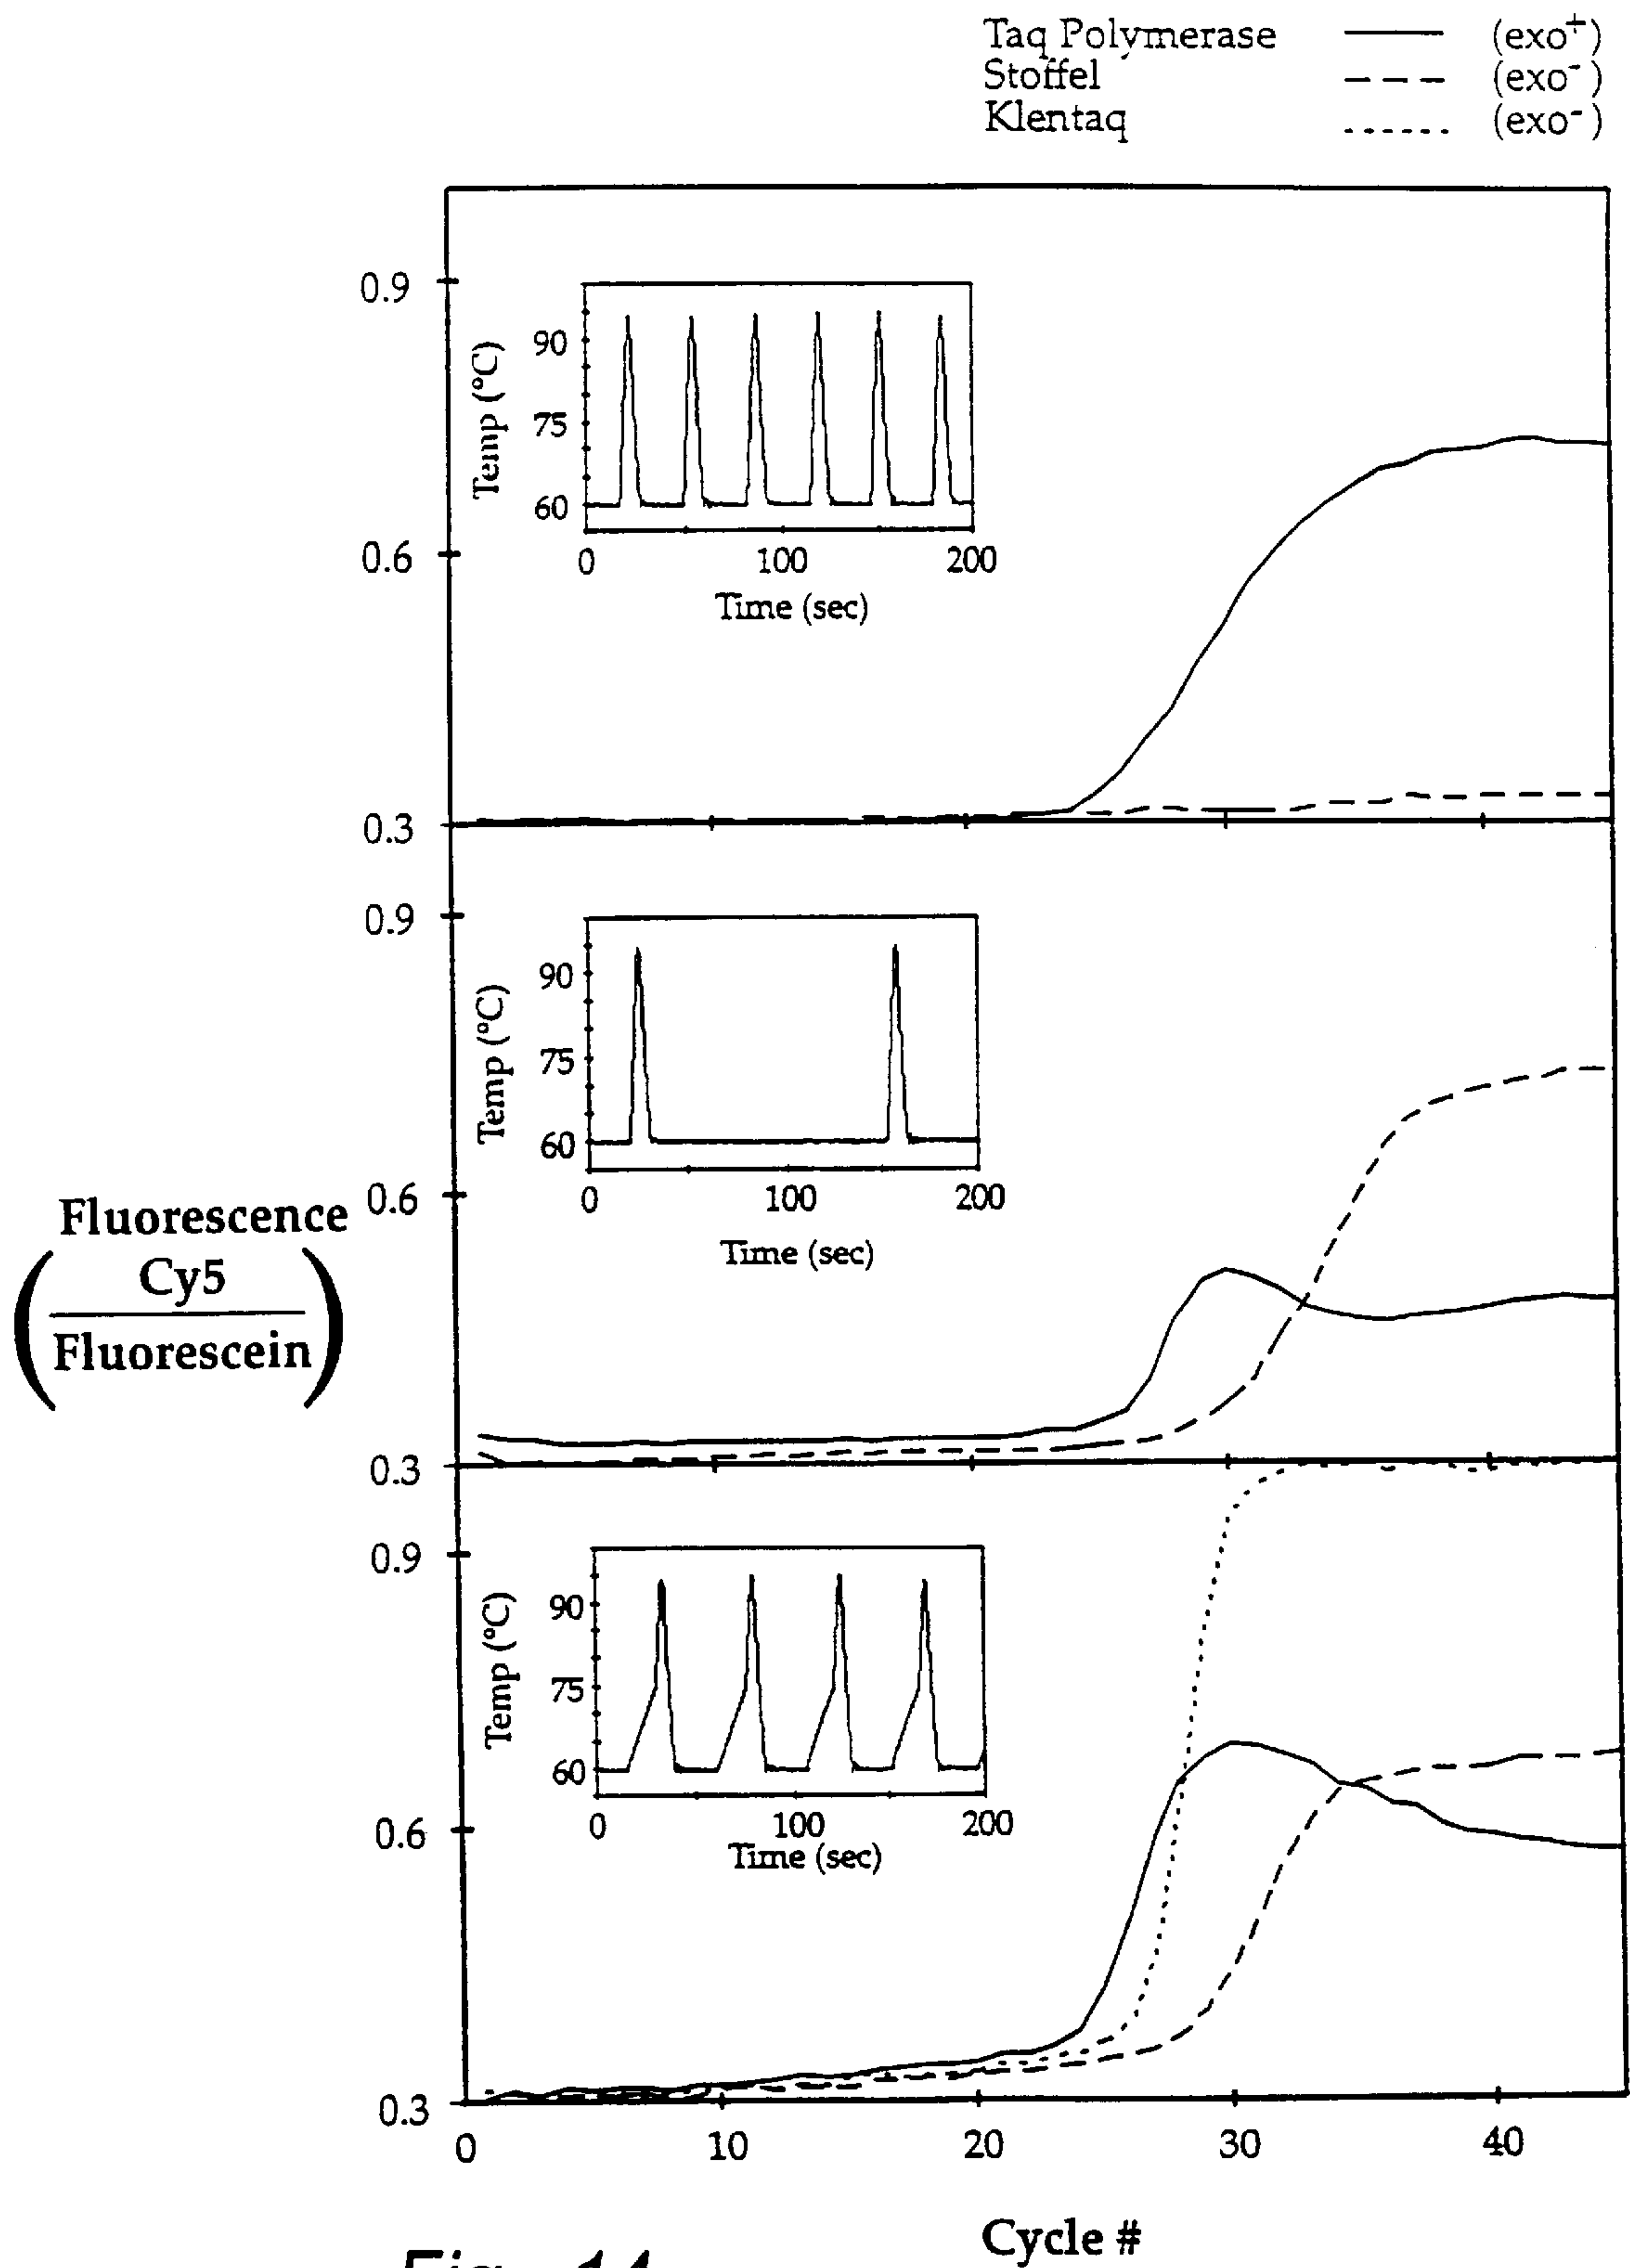 Taq Polymerase (exo⁺)
Stoffel (exo⁻)
Klentaq (exo⁻)
0.9
0.6
0.3
Temp (°C)
90
75
60
0 100 200
Time (sec)
0.9
0.6
0.3
Temp (°C)
90
75
60
0 100 200
Time (sec)
Fluorescence
(Cy5
Fluorescein)
0.9
0.6
0.3
Temp (°C)
90
75
60
0 100 200
Time (sec)
0 10 20 30 40
Cycle #